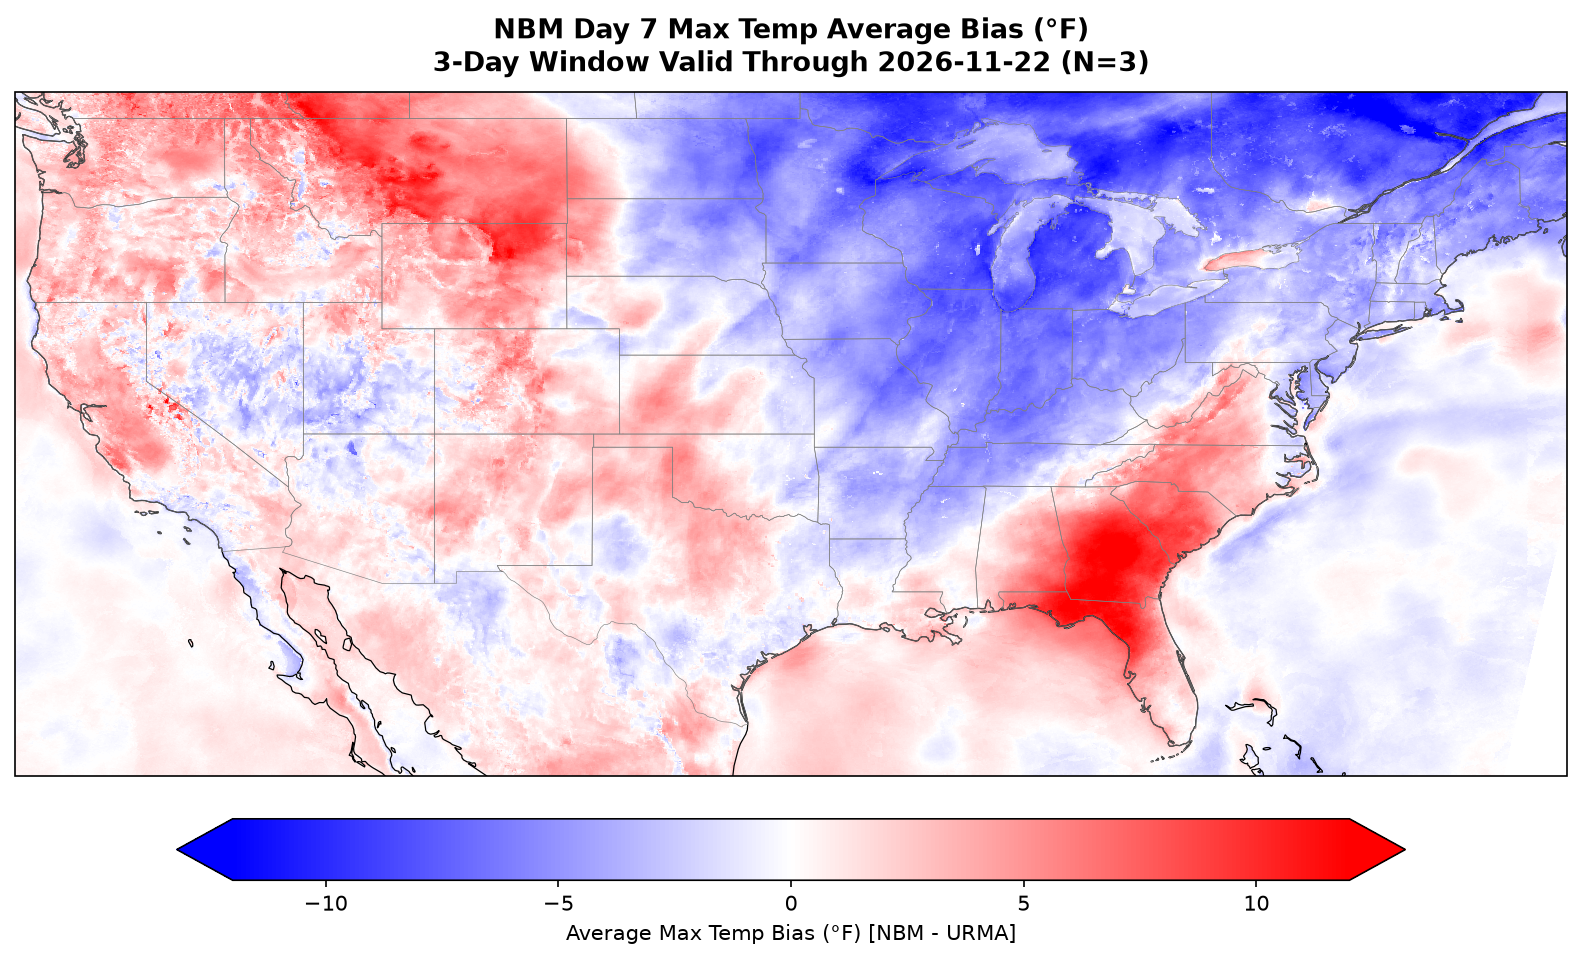 NBM Day 7 Max Temp Average Bias (°F)
3-Day Window Valid Through 2026-11-22 (N=3)
−10 −5 0 5 10
Average Max Temp Bias (°F) [NBM - URMA]